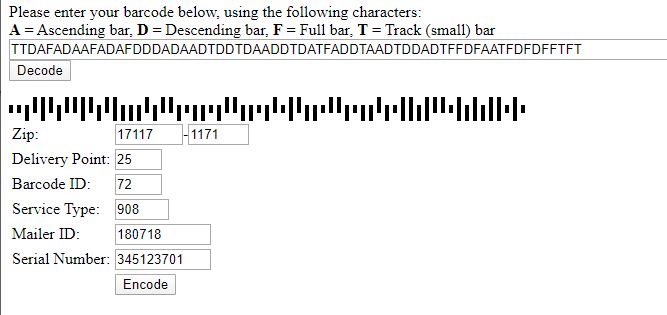 Please enter your barcode below, using the following characters:
A = Ascending bar, D = Descending bar, F = Full bar, T = Track (small) bar
TTDAFADAAFADAFDDDADAADTDDTDAADDTDATFADDTAADTDDADTFFDFAATFDFDFFTFT
Decode
Zip: 17117-1171
Delivery Point: 25
Barcode ID: 72
Service Type: 908
Mailer ID: 180718
Serial Number: 345123701
Encode